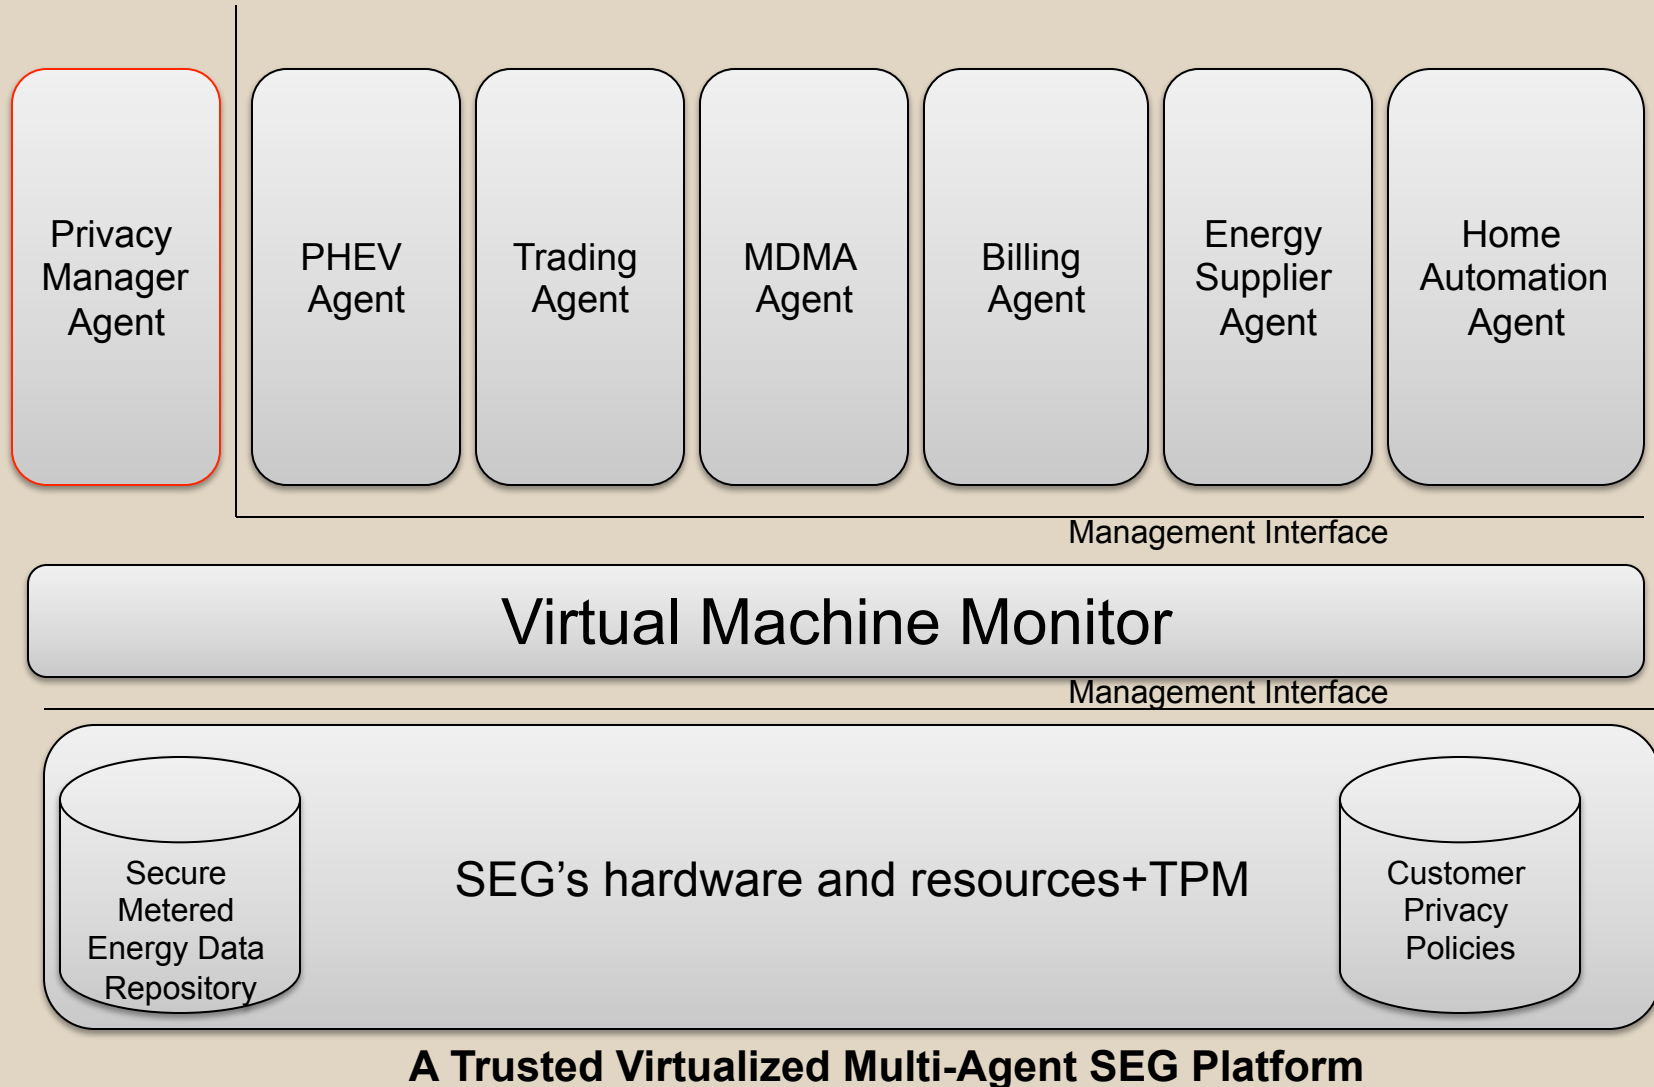 Privacy
Manager
Agent
PHEV
Agent
Trading
Agent
MDMA
Agent
Billing
Agent
Energy
Supplier
Agent
Home
Automation
Agent
Management Interface
Virtual Machine Monitor
Management Interface
Secure
Metered
Energy Data
Repository
SEG’s hardware and resources+TPM
Customer
Privacy
Policies
A Trusted Virtualized Multi-Agent SEG Platform